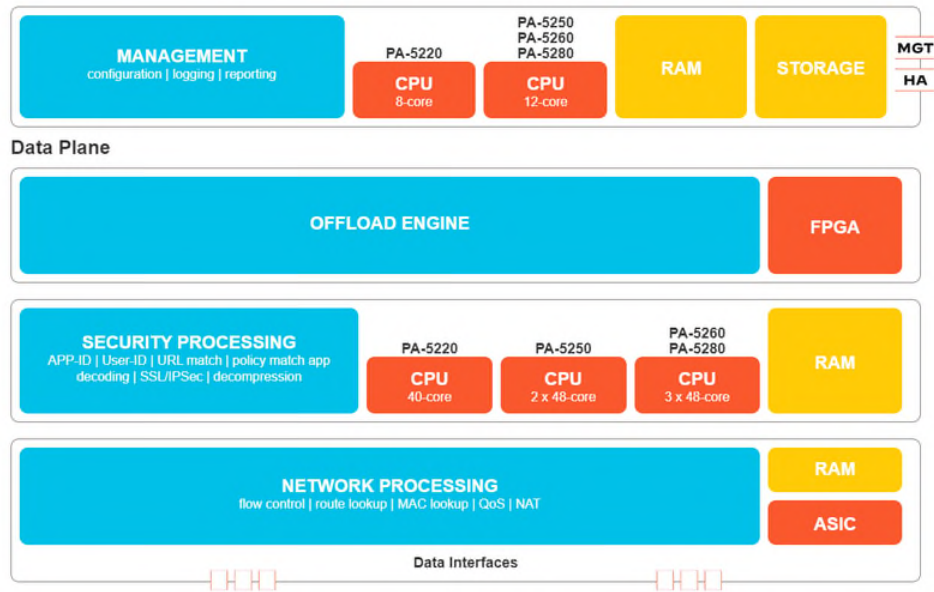 MANAGEMENT
configuration | logging | reporting
PA-5220
CPU
8-core
PA-5250
PA-5260
PA-5280
CPU
12-core
RAM
STORAGE
MGT
HA
Data Plane
OFFLOAD ENGINE
FPGA
SECURITY PROCESSING
APP-ID | User-ID | URL match | policy match app
decoding | SSL/IPSec | decompression
PA-5220
CPU
40-core
PA-5250
CPU
2 x 48-core
PA-5260
PA-5280
CPU
3 x 48-core
RAM
NETWORK PROCESSING
flow control | route lookup | MAC lookup | QoS | NAT
RAM
ASIC
Data Interfaces